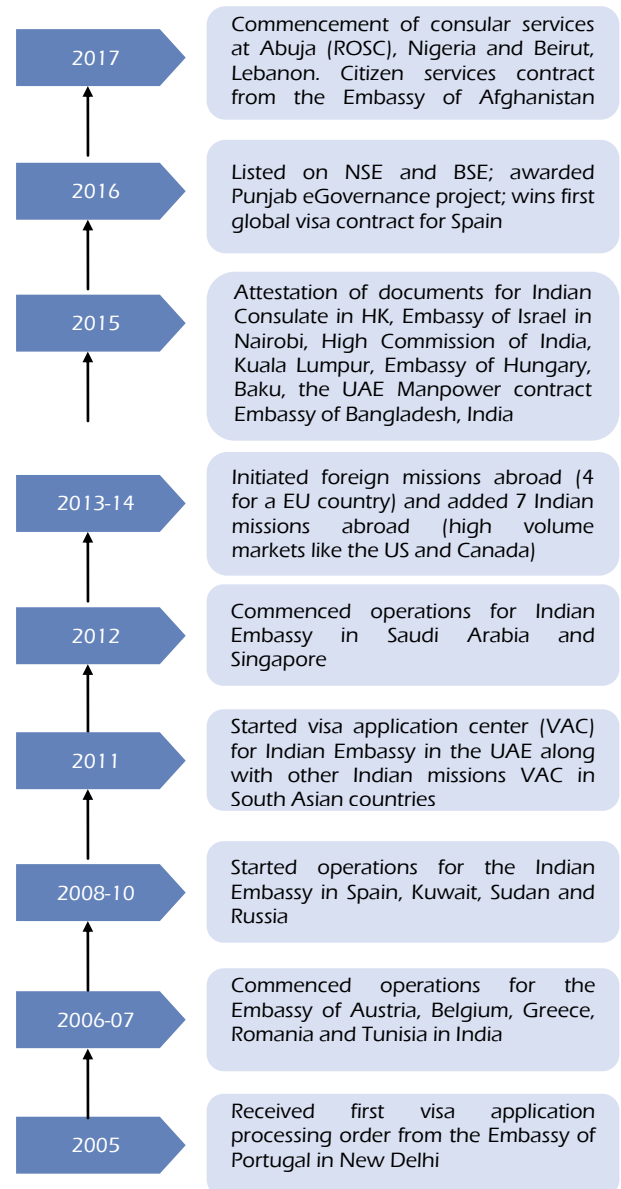 2017
Commencement of consular services
at Abuja (ROSC), Nigeria and Beirut,
Lebanon. Citizen services contract
from the Embassy of Afghanistan
2016
Listed on NSE and BSE; awarded
Punjab eGovernance project; wins first
global visa contract for Spain
2015
Attestation of documents for Indian
Consulate in HK, Embassy of Israel in
Nairobi, High Commission of India,
Kuala Lumpur, Embassy of Hungary,
Baku, the UAE Manpower contract
Embassy of Bangladesh, India
2013-14
Initiated foreign missions abroad (4
for a EU country) and added 7 Indian
missions abroad (high volume
markets like the US and Canada)
2012
Commenced operations for Indian
Embassy in Saudi Arabia and
Singapore
2011
Started visa application center (VAC)
for Indian Embassy in the UAE along
with other Indian missions VAC in
South Asian countries
2008-10
Started operations for the Indian
Embassy in Spain, Kuwait, Sudan and
Russia
2006-07
Commenced operations for the
Embassy of Austria, Belgium, Greece,
Romania and Tunisia in India
2005
Received first visa application
processing order from the Embassy of
Portugal in New Delhi